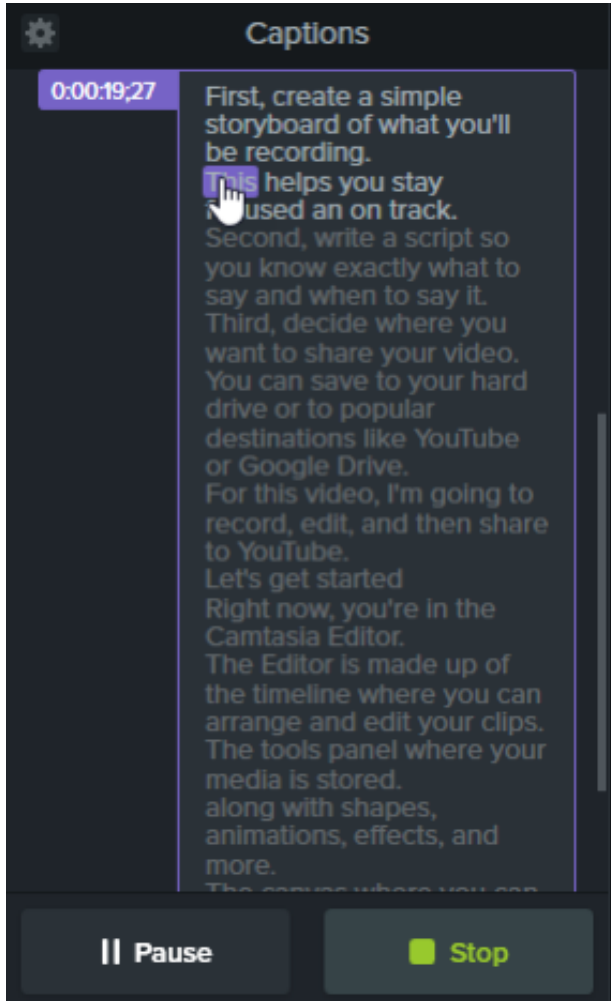 Captions
0:00:19;27
First, create a simple
storyboard of what you'll
be recording.
This helps you stay
used an on track.
Second, write a script so
you know exactly what to
say and when to say it.
Third, decide where you
want to share your video.
You can save to your hard
drive or to popular
destinations like YouTube
or Google Drive.
For this video, I'm going to
record, edit, and then share
to YouTube.
Let's get started
Right now, you're in the
Camtasia Editor.
The Editor is made up of
the timeline where you can
arrange and edit your clips.
The tools panel where your
media is stored.
along with shapes,
animations, effects, and
more.
The canvas where you can
Pause
Stop